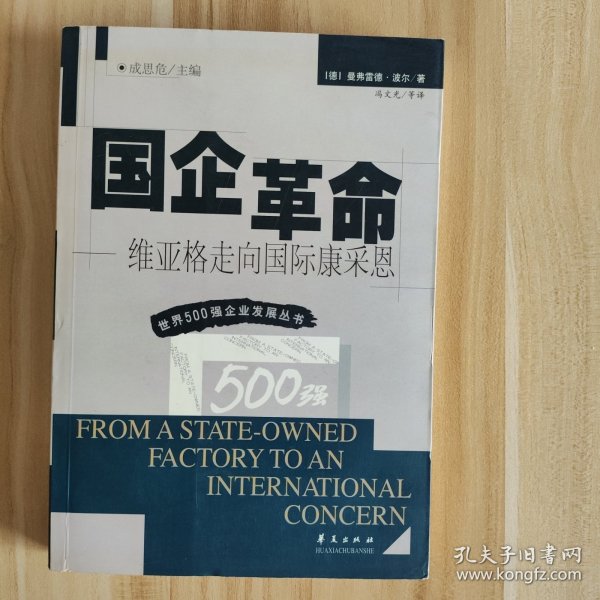 成思危/主编
[德] 曼弗雷德·波尔/著
冯文光/等译
国企革命
维亚格走向国际康采恩
世界500强企业发展丛书
500强
FROM A STATE-OWNED
FACTORY TO AN
INTERNATIONAL
CONCERN
华夏出版社
HUAXIACHUBANSHE
孔夫子旧书网
www.kongfz.com